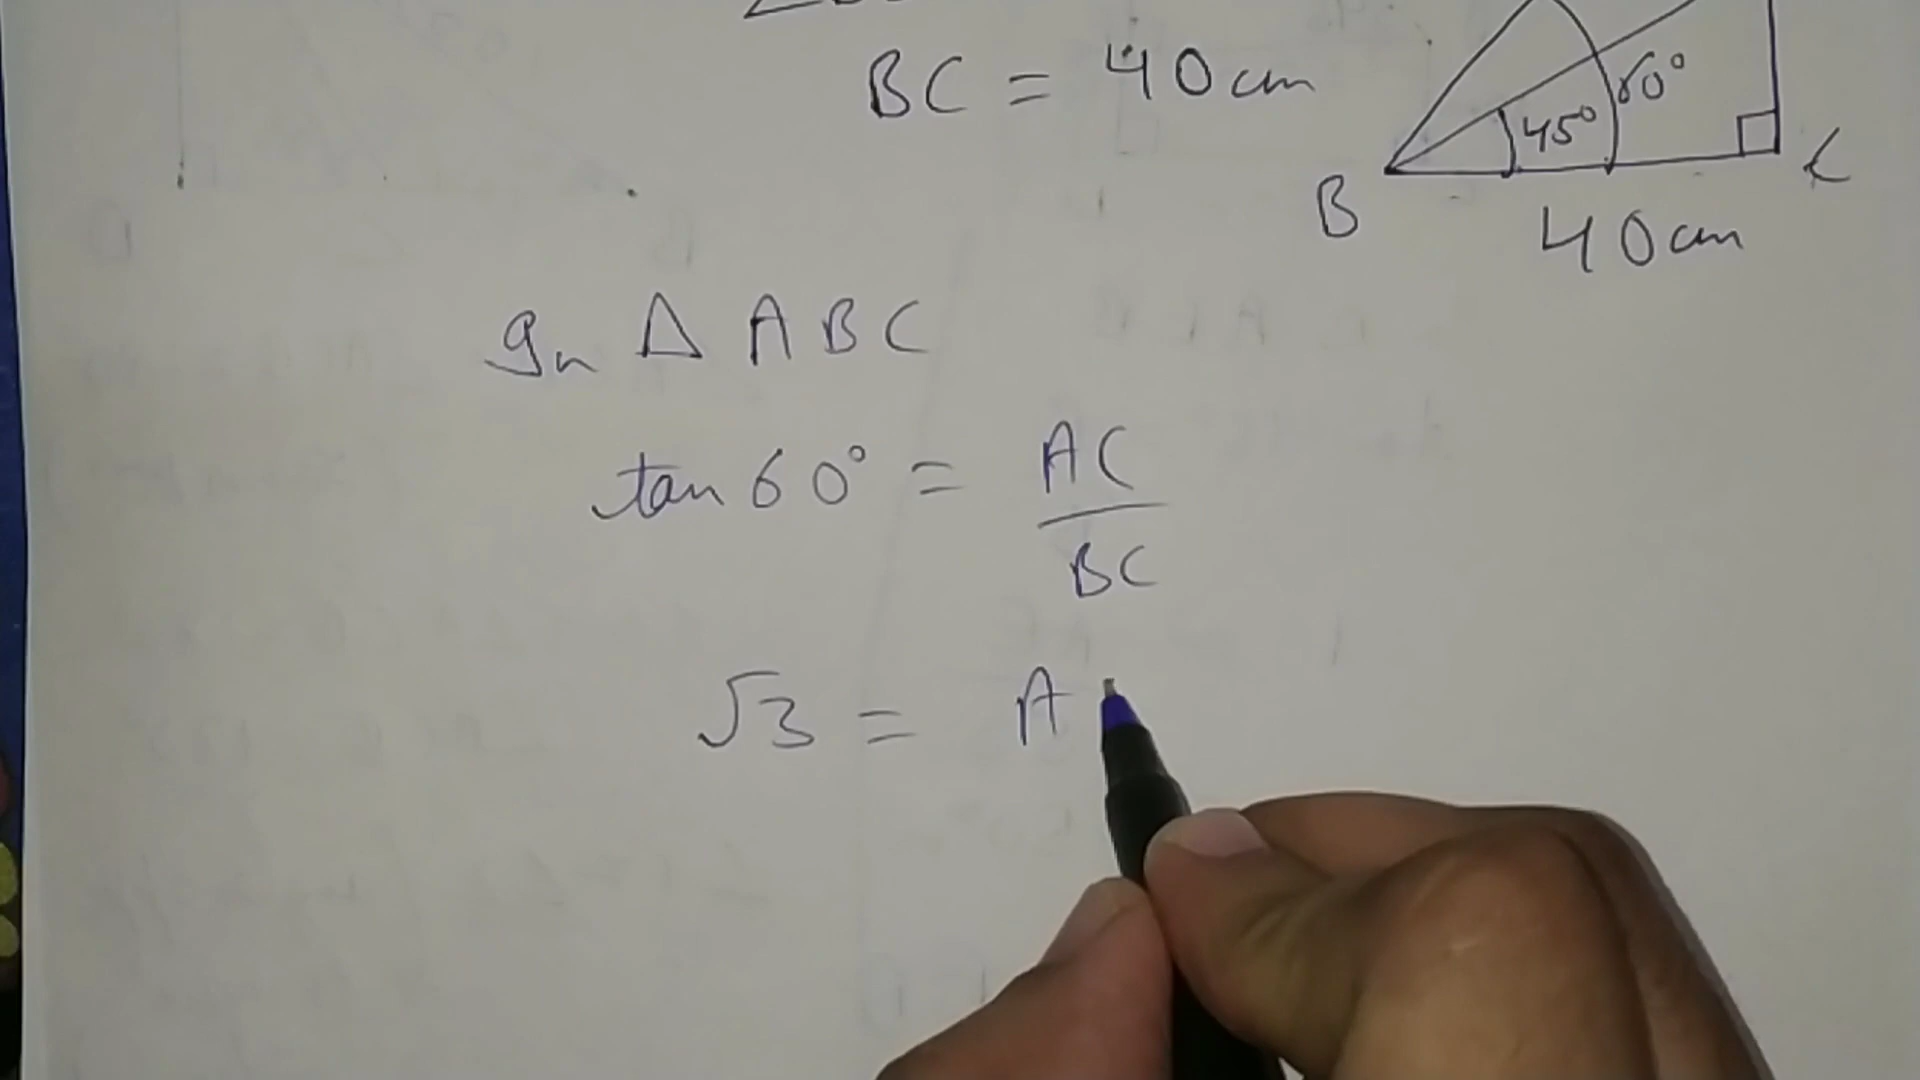 BC = 40 cm
60°
45°
B
C
40 cm
In Δ ABC
tan 60° = AC
BC
√3 = A